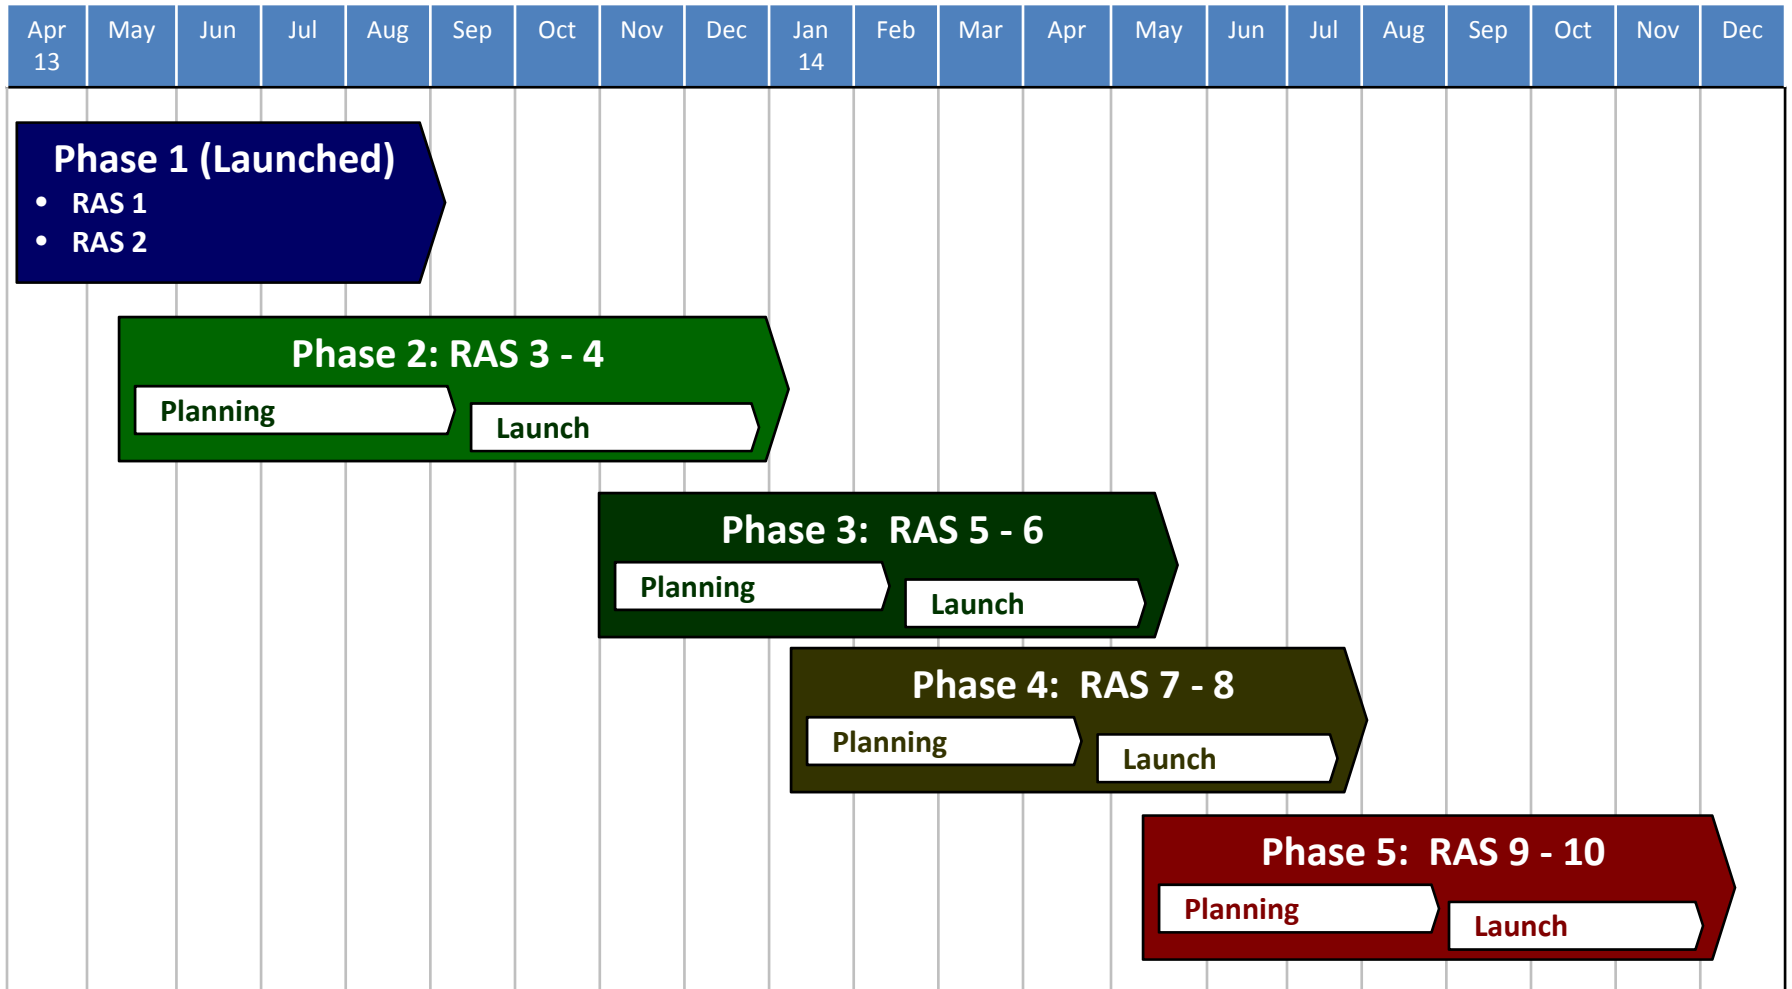 Apr May Jun Jul Aug Sep Oct Nov Dec Jan Feb Mar Apr May Jun Jul Aug Sep Oct Nov Dec
13 14
Phase 1 (Launched)
• RAS 1
• RAS 2
Phase 2: RAS 3 - 4
Planning
Launch
Phase 3: RAS 5 - 6
Planning
Launch
Phase 4: RAS 7 - 8
Planning
Launch
Phase 5: RAS 9 - 10
Planning
Launch